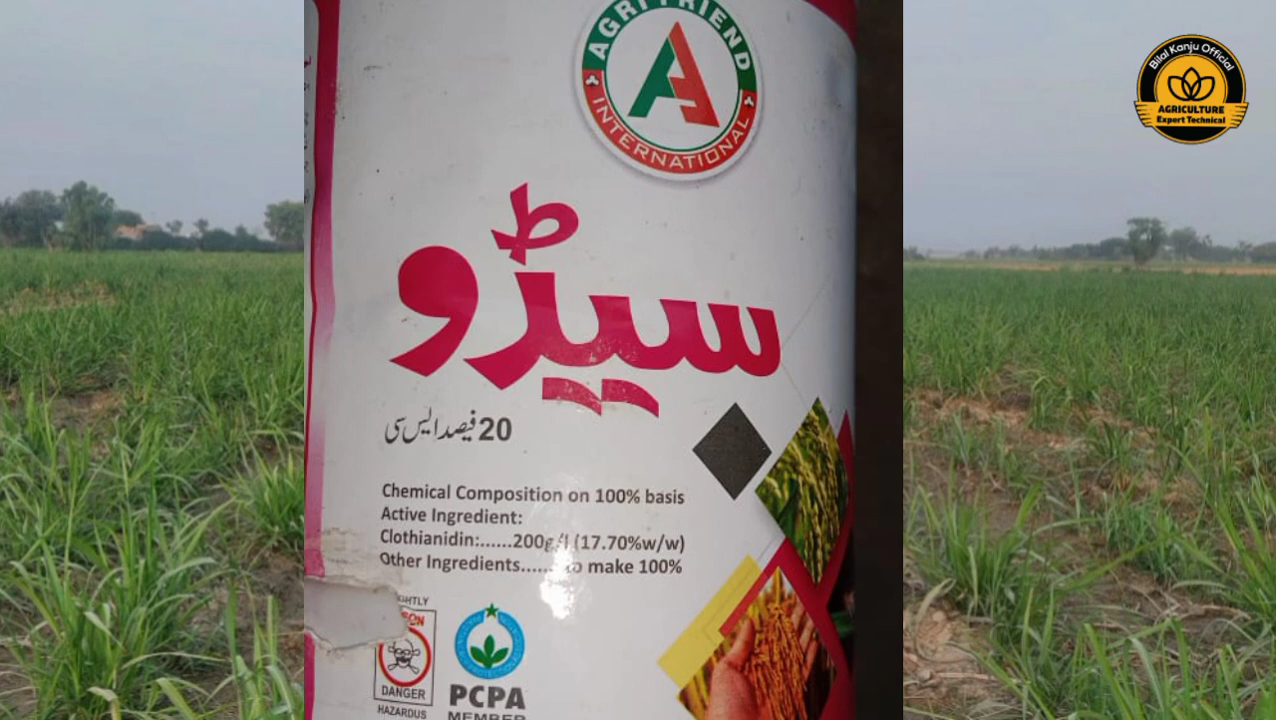 AGRI FRIEND
INTERNATIONAL
سیڑو
20 فیصد ایس سی
Chemical Composition on 100% basis
Active Ingredient:
Clothianidin:......200g/l (17.70%w/w)
Other Ingredients...... To make 100%
DANGER
HAZARDUS
PCPA
MEMBER
Bilal Kanju Official
AGRICULTURE
Expert Technical